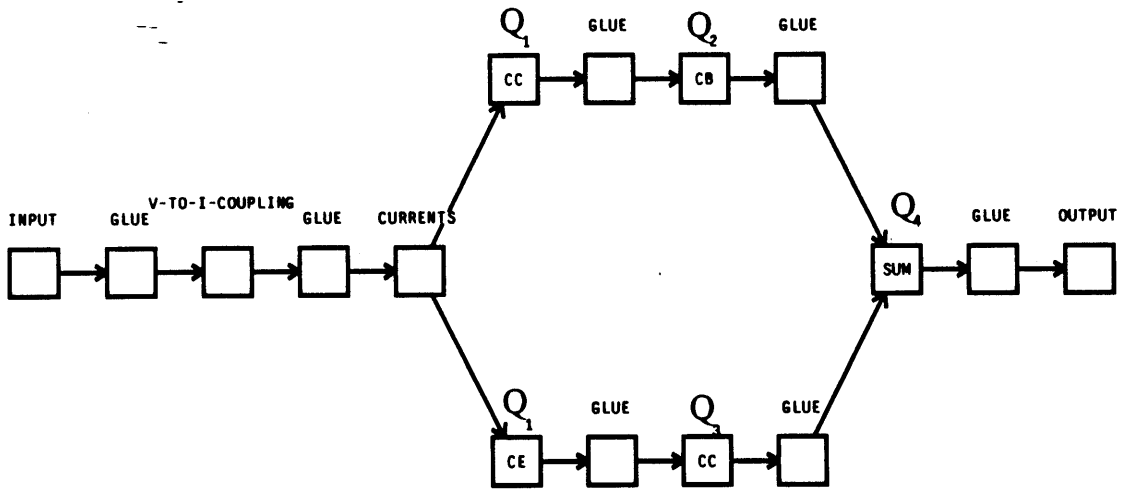 Q1 GLUE Q2 GLUE
CC CB
V-TO-I-COUPLING
INPUT GLUE GLUE CURRENTS Q4 GLUE OUTPUT
SUM
Q1 GLUE Q3 GLUE
CE CC